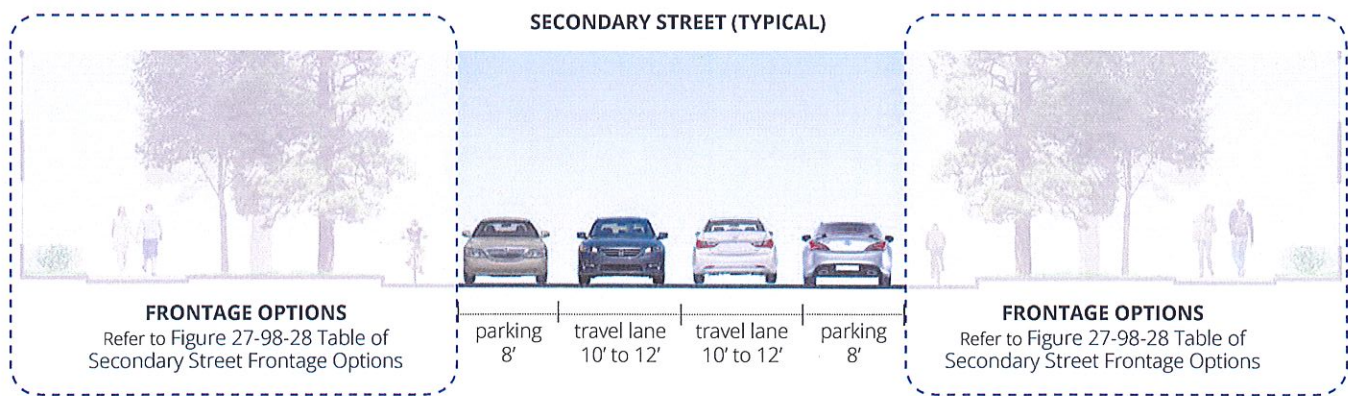 SECONDARY STREET (TYPICAL)
FRONTAGE OPTIONS
Refer to Figure 27-98-28 Table of
Secondary Street Frontage Options
parking
8’
travel lane
10’ to 12’
travel lane
10’ to 12’
parking
8’
FRONTAGE OPTIONS
Refer to Figure 27-98-28 Table of
Secondary Street Frontage Options